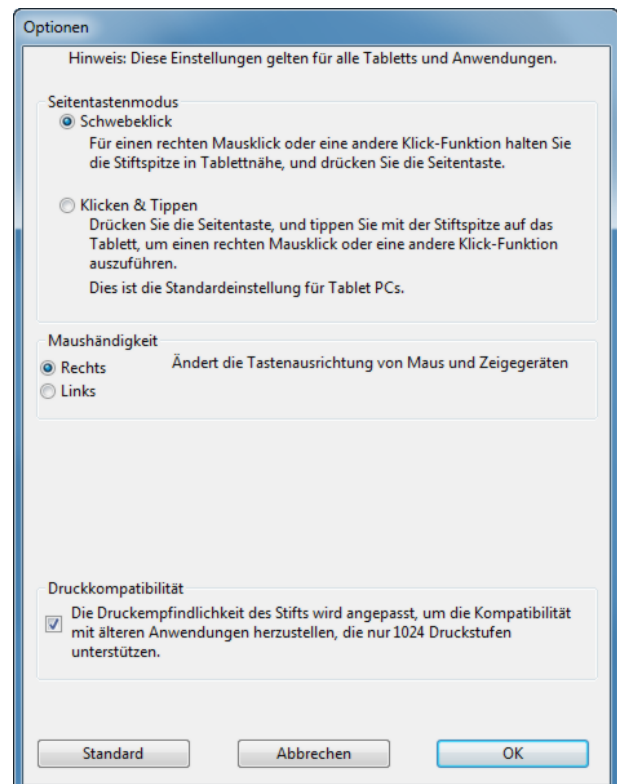 Optionen
Hinweis: Diese Einstellungen gelten für alle Tabletts und Anwendungen.
Seitentastenmodus
Schwebeklick
Für einen rechten Mausklick oder eine andere Klick-Funktion halten Sie
die Stiftspitze in Tablettnähe, und drücken Sie die Seitentaste.
Klicken & Tippen
Drücken Sie die Seitentaste, und tippen Sie mit der Stiftspitze auf das
Tablett, um einen rechten Mausklick oder eine andere Klick-Funktion
auszuführen.
Dies ist die Standardeinstellung für Tablet PCs.
Maushändigkeit
Rechts
Ändert die Tastenausrichtung von Maus und Zeigegeräten
Links
Druckkompatibilität
Die Druckempfindlichkeit des Stifts wird angepasst, um die Kompatibilität
mit älteren Anwendungen herzustellen, die nur 1024 Druckstufen
unterstützen.
Standard
Abbrechen
OK